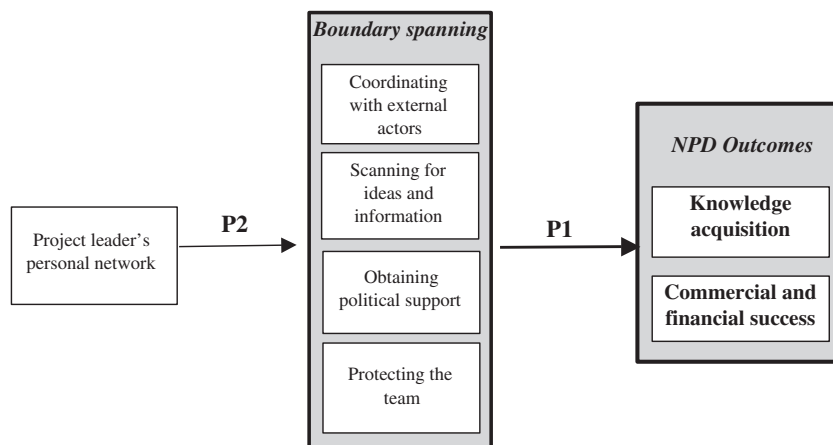 Project leader's
personal network
P2
Boundary spanning
Coordinating
with external
actors
Scanning for
ideas and
information
Obtaining
political support
Protecting the
team
P1
NPD Outcomes
Knowledge
acquisition
Commercial and
financial success